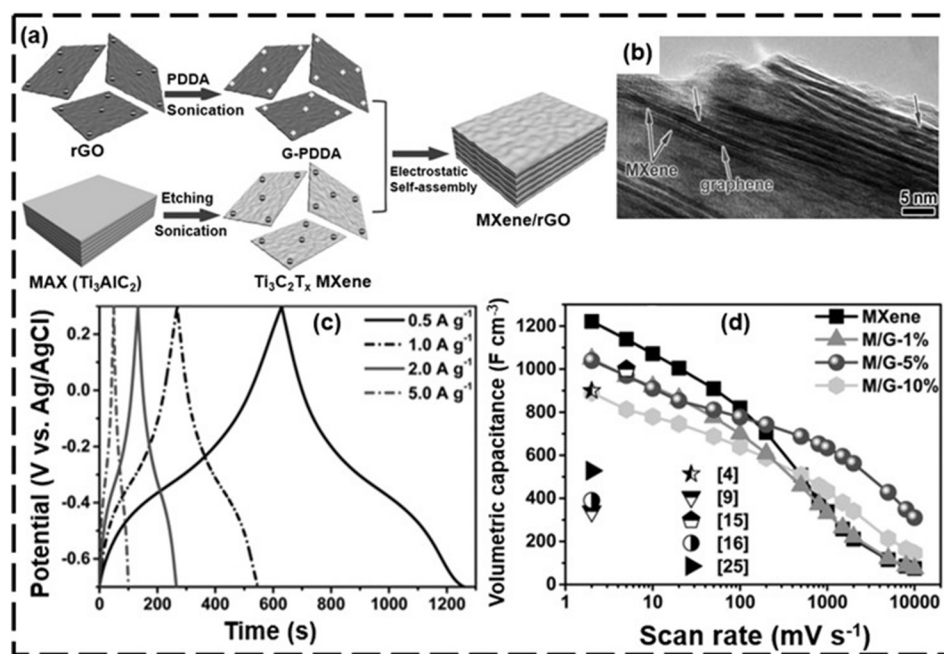 (a)
PDDA
Sonication
rGO
G-PDDA
Etching
Sonication
Electrostatic
Self-assembly
MXene/rGO
MAX (Ti₃AlC₂)
Ti₃C₂Tₓ MXene
(b)
MXene
graphene
5 nm
(c)
0.5 A g⁻¹
1.0 A g⁻¹
2.0 A g⁻¹
5.0 A g⁻¹
Potential (V vs. Ag/AgCl)
0.2
0.0
-0.2
-0.4
-0.6
0 200 400 600 800 1000 1200
Time (s)
(d)
MXene
M/G-1%
M/G-5%
M/G-10%
[4]
[9]
[15]
[16]
[25]
Volumetric capacitance (F cm⁻³)
1200
1000
800
600
400
200
0
1 10 100 1000 10000
Scan rate (mV s⁻¹)